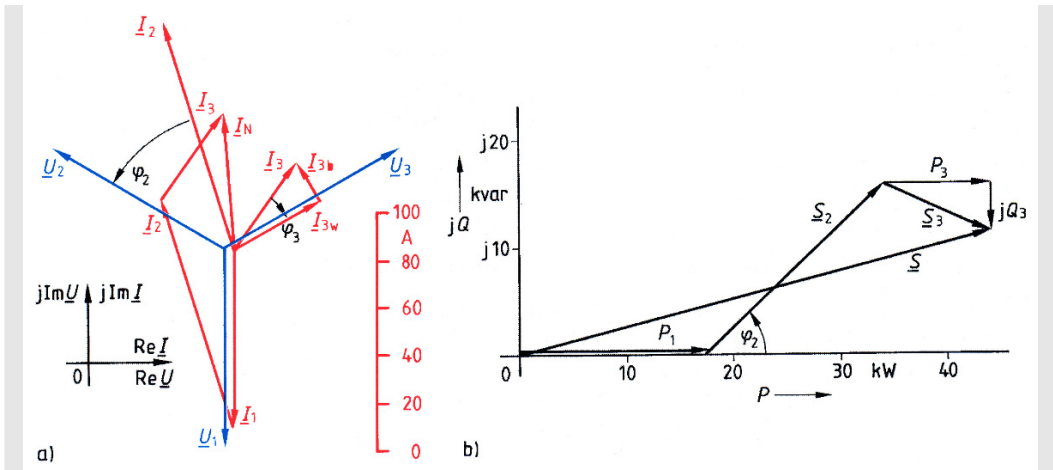 I₂
I₃
I_N
U₂
φ₂
I₃
I₃b
U₃
I₂
φ₃
I₃w
100
A
80
60
40
20
0
jIm U
jIm I
Re I
0
Re U
I₁
U₁
a)
j20
kvar
jQ
j10
P₃
S₂
S₃
jQ₃
S
P₁
φ₂
0
10
20
30
kW
40
P
b)